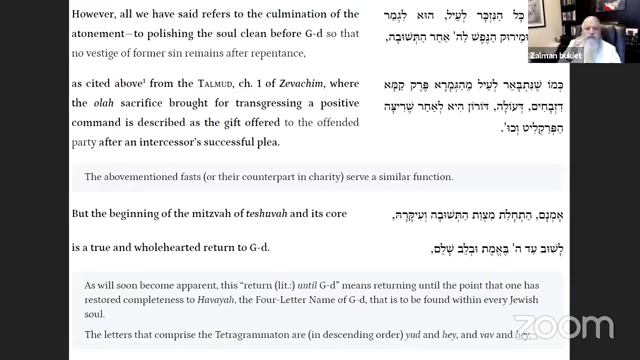 However, all we have said refers to the culmination of the
atonement—to polishing the soul clean before G-d so that
no vestige of former sin remains after repentance,
כָּל הַנִּזְכָּר לְעֵיל, הוּא לִגְמַר
וּמֵירוּק הַנֶּפֶשׁ לַה' אַחַר הַתְּשׁוּבָה,
Zalman bukiet
as cited above¹ from the TALMUD, ch. 1 of Zevachim, where
the olah sacrifice brought for transgressing a positive
command is described as the gift offered to the offended
party after an intercessor's successful plea.
כְּמוֹ שֶׁנִּתְבָּאֵר לְעֵיל מֵהַגְּמָרָא פֶּרֶק קַמָּא
דִּזְבָחִים, דְּעוֹלָה, דּוֹרוֹן הִיא לְאַחַר שֶׁרִיצָּה
הַפְּרַקְלִיט וְכוּ'.
The abovementioned fasts (or their counterpart in charity) serve a similar function.
But the beginning of the mitzvah of teshuvah and its core
אָמְנָם, הַתְחָלַת מִצְוַת הַתְּשׁוּבָה וְעִיקָּרָהּ,
is a true and wholehearted return to G-d.
לָשׁוּב עַד ה' בֶּאֱמֶת וּבְלֵב שָׁלֵם,
As will soon become apparent, this "return (lit.:) until G-d" means returning until the point that one has
restored completeness to Havayah, the Four-Letter Name of G-d, that is to be found within every Jewish
soul.
The letters that comprise the Tetragrammaton are (in descending order) yud and hey, and vav and hey.
zoom